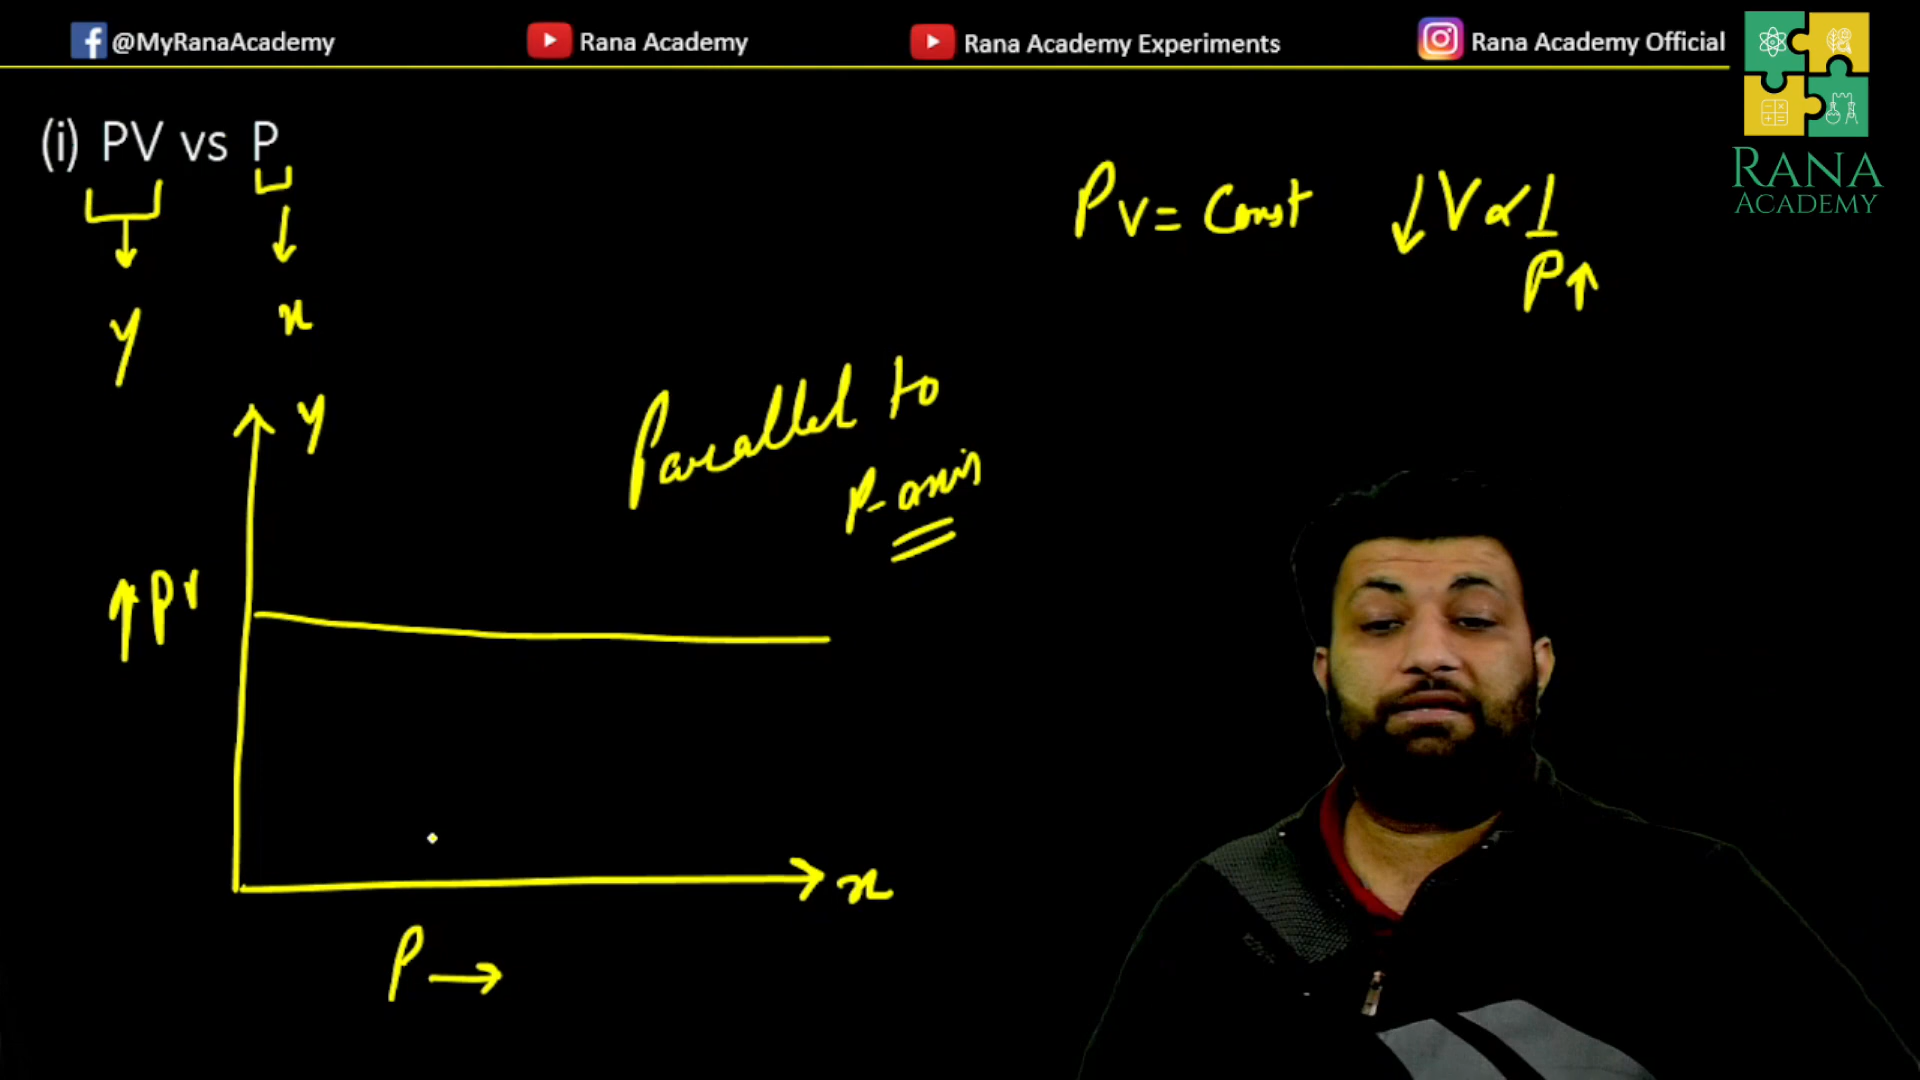 @MyRanaAcademy
Rana Academy
Rana Academy Experiments
Rana Academy Official
RANA
ACADEMY
(i) PV vs P
y
x
PV = Const
V ∝ 1/P
y
Parallel to
P-axis
PV
x
P →